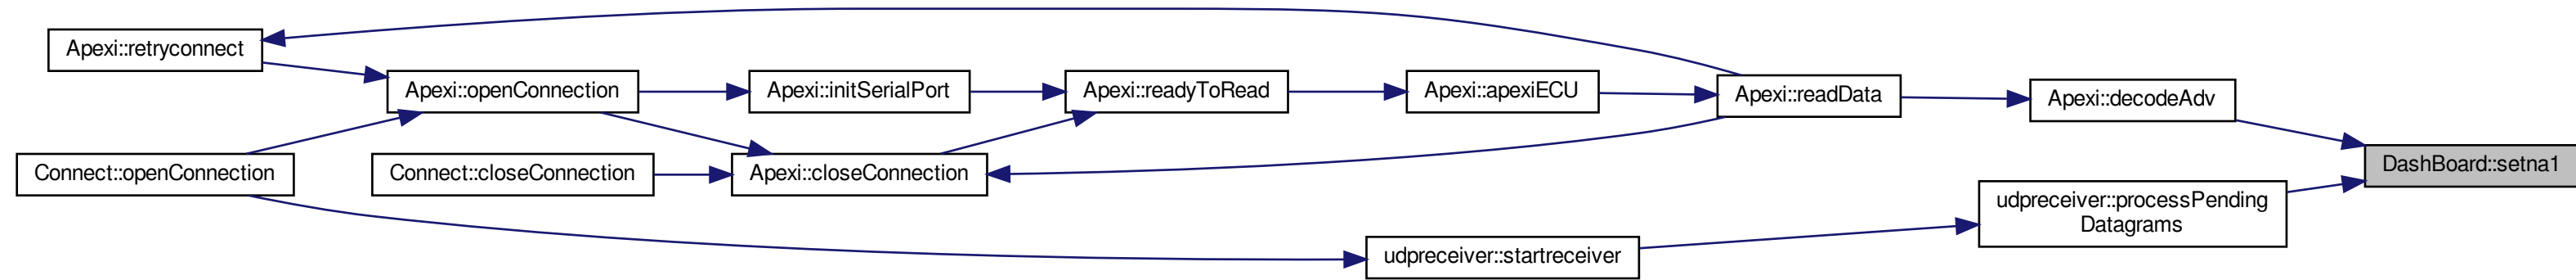 Apexi::retryconnect
Apexi::openConnection
Apexi::initSerialPort
Apexi::readyToRead
Apexi::apexiECU
Apexi::readData
Apexi::decodeAdv
DashBoard::setna1
Connect::openConnection
Connect::closeConnection
Apexi::closeConnection
udpreceiver::processPending
Datagrams
udpreceiver::startreceiver